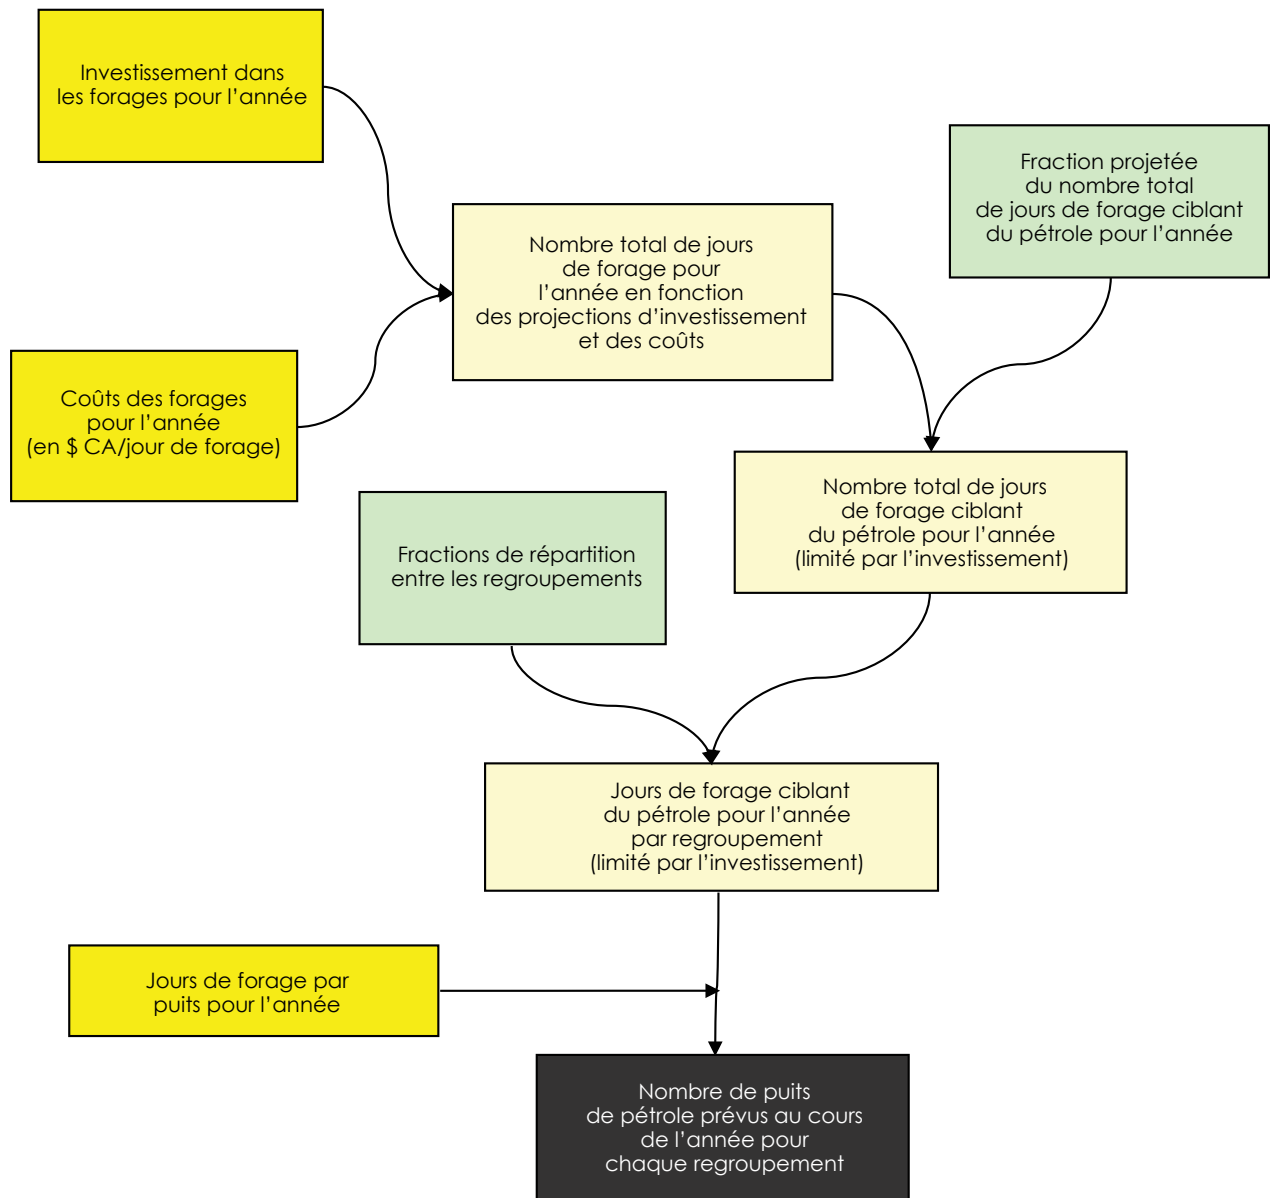 Investissement dans
les forages pour l’année
Fraction projetée
du nombre total
de jours de forage ciblant
du pétrole pour l’année
Nombre total de jours
de forage pour
l’année en fonction
des projections d’investissement
et des coûts
Coûts des forages
pour l’année
(en $ CA/jour de forage)
Nombre total de jours
de forage ciblant
du pétrole pour l’année
(limité par l’investissement)
Fractions de répartition
entre les regroupements
Jours de forage ciblant
du pétrole pour l’année
par regroupement
(limité par l’investissement)
Jours de forage par
puits pour l’année
Nombre de puits
de pétrole prévus au cours
de l’année pour
chaque regroupement